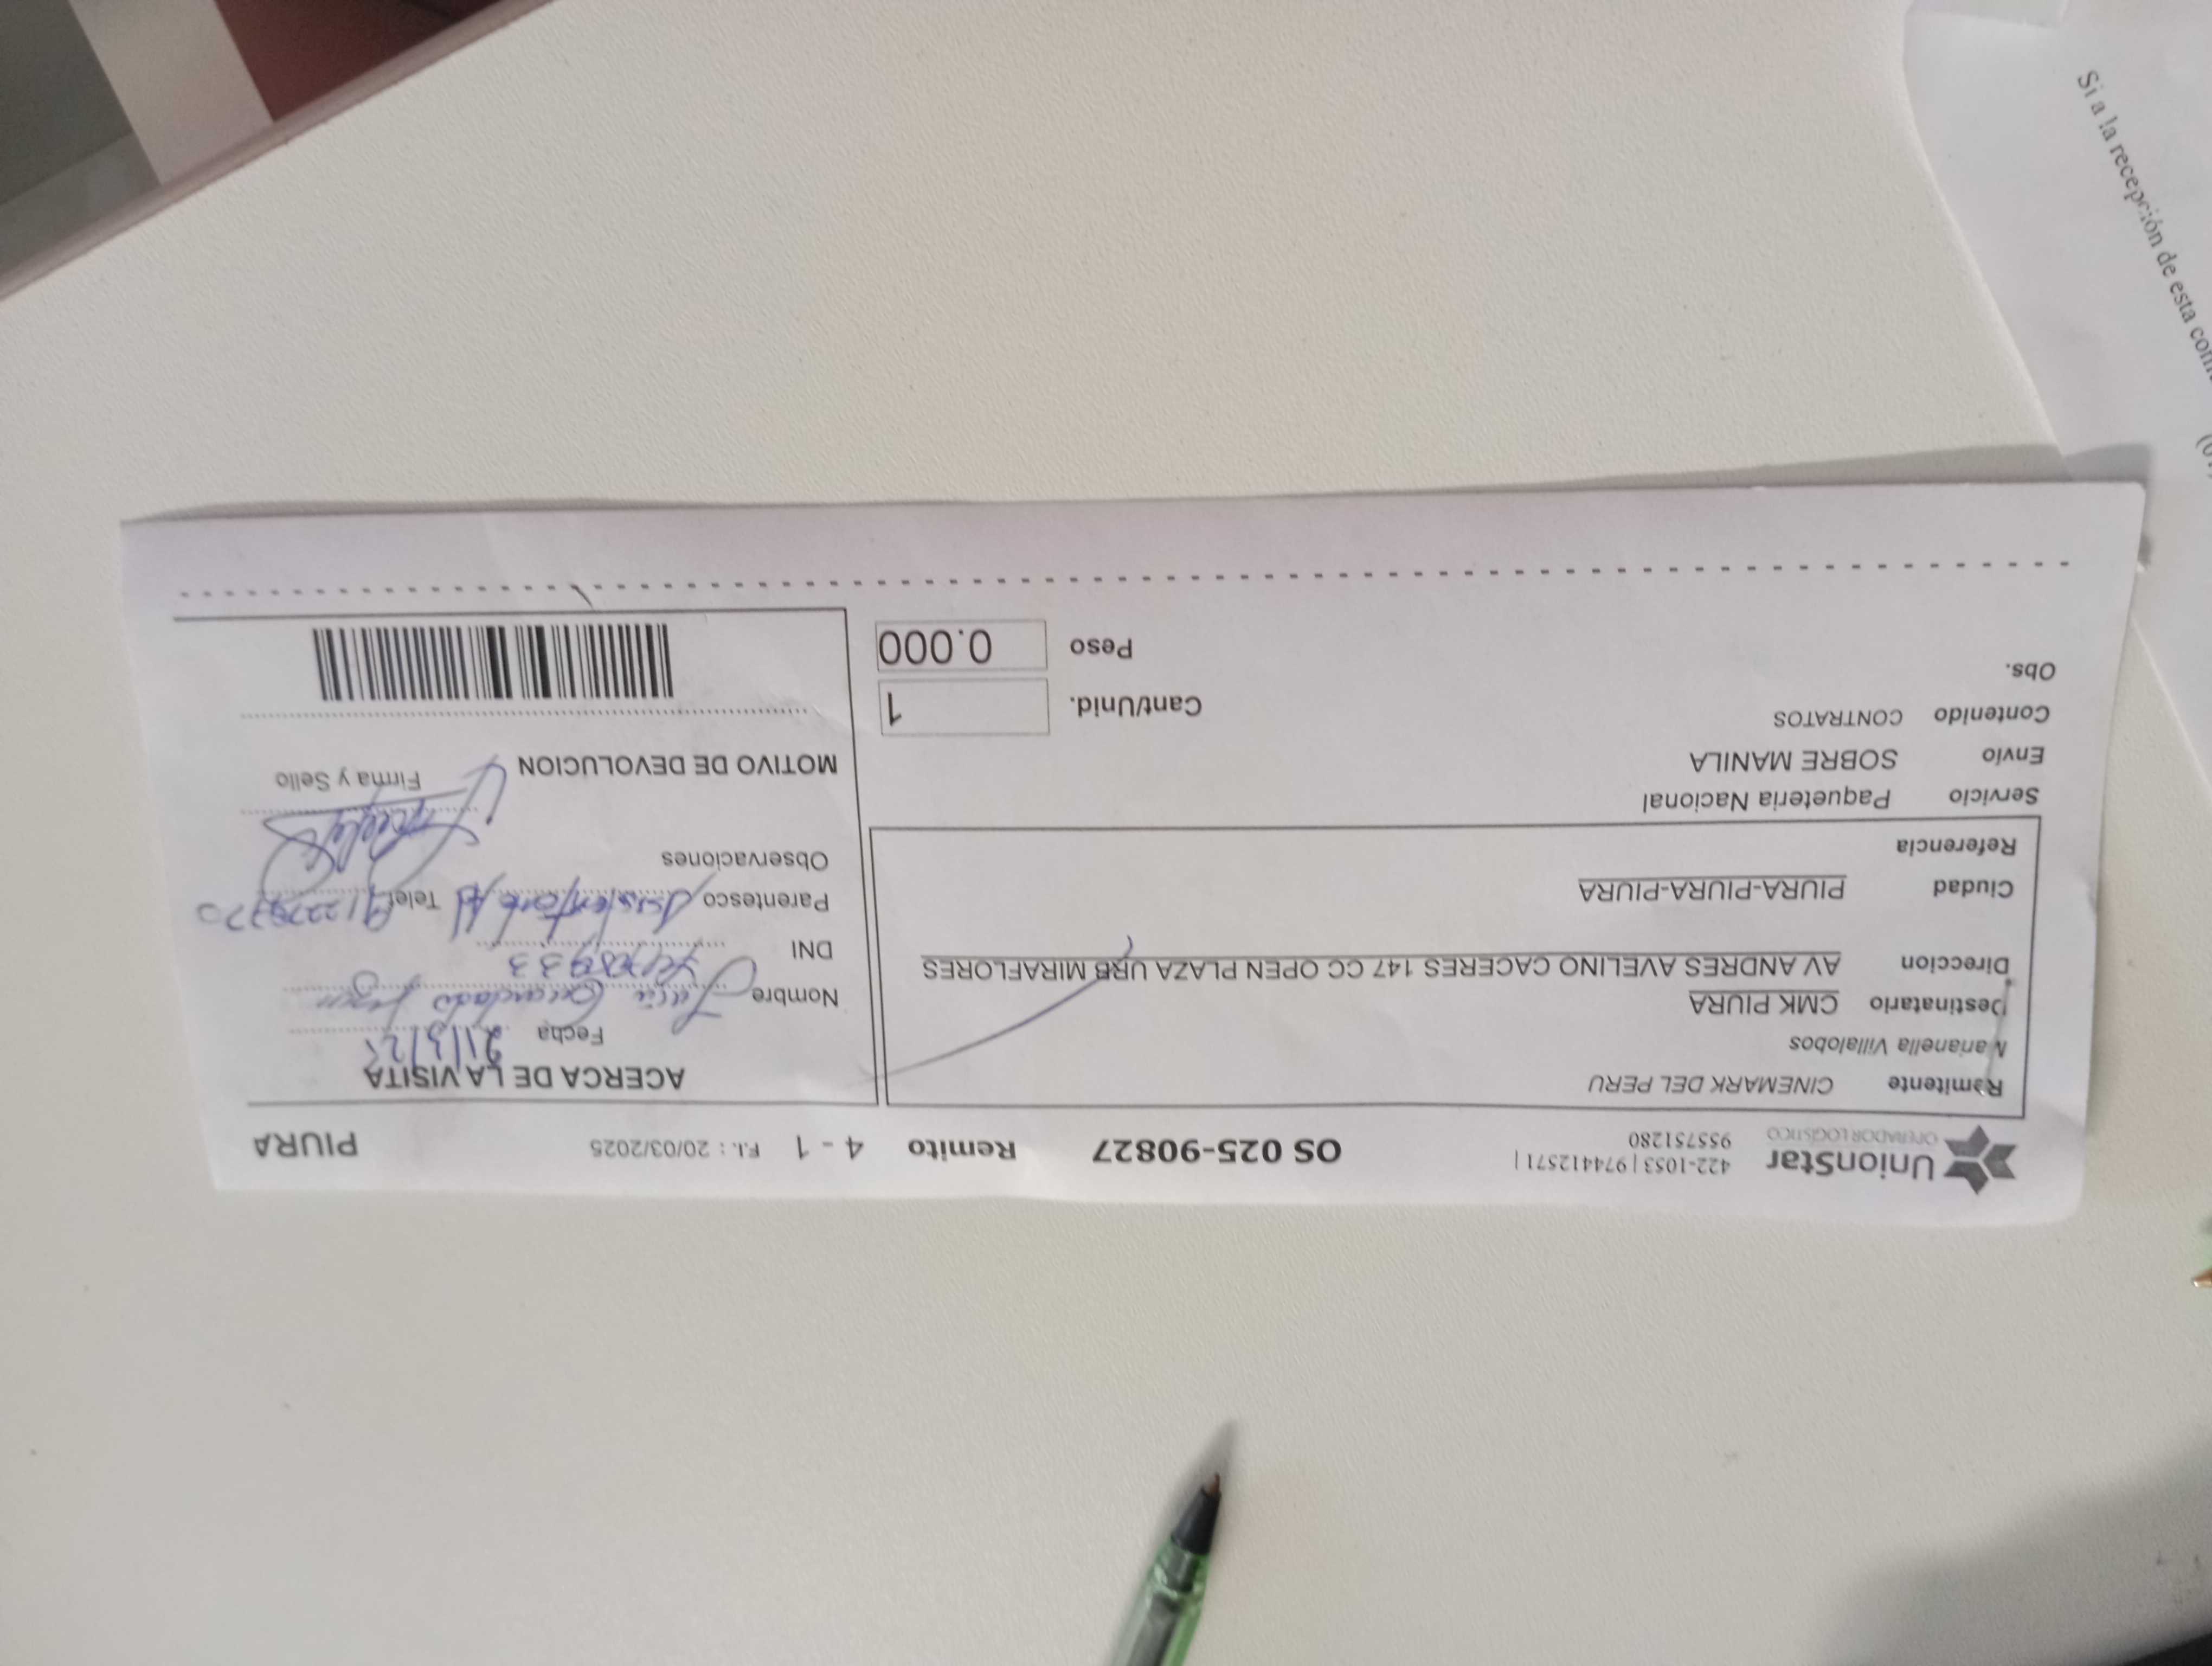 UnionStar
OPERADOR LOGÍSTICO
422-1053 | 974412571 |
955751280
OS 025-90827
Remito 4 - 1
F.I. : 20/03/2025
PIURA
Remitente CINEMARK DEL PERU
Marianella Villalobos
Destinatario CMK PIURA
Direccion AV ANDRES AVELINO CACERES 147 CC OPEN PLAZA URB MIRAFLORES
Ciudad PIURA-PIURA-PIURA
Referencia
Servicio Paqueteria Nacional
Envio SOBRE MANILA
Contenido CONTRATOS
Obs.
Cant/Unid. 1
Peso 0.000
ACERCA DE LA VISITA
Fecha 21/3/25
Nombre
DNI
Parentesco Telef.
Observaciones
Firma y Sello
MOTIVO DE DEVOLUCION
Si a la recepción de esta